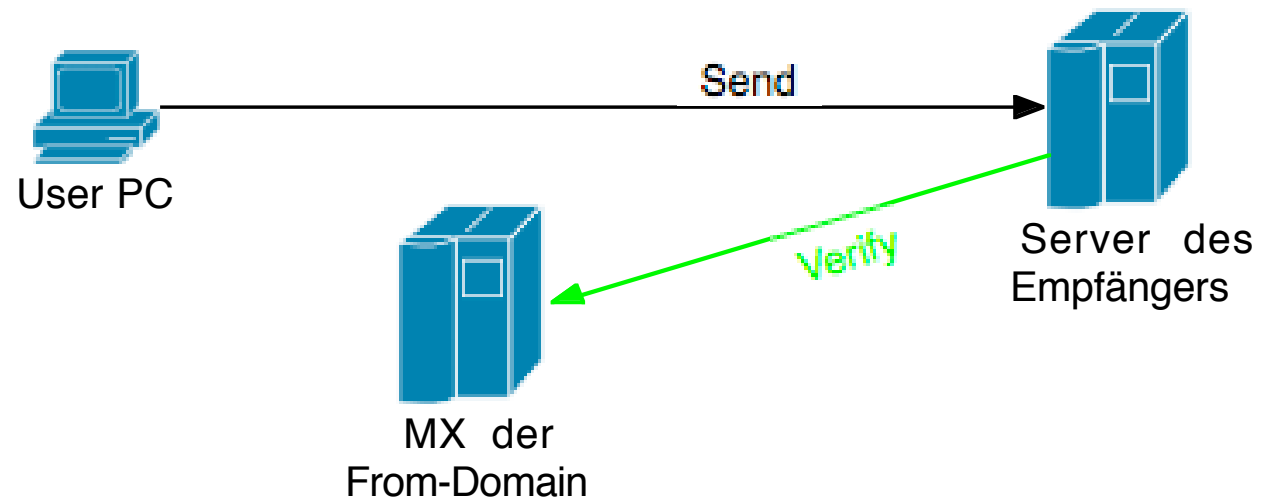 Send
User PC
Verify
Server des
Empfängers
MX der
From-Domain